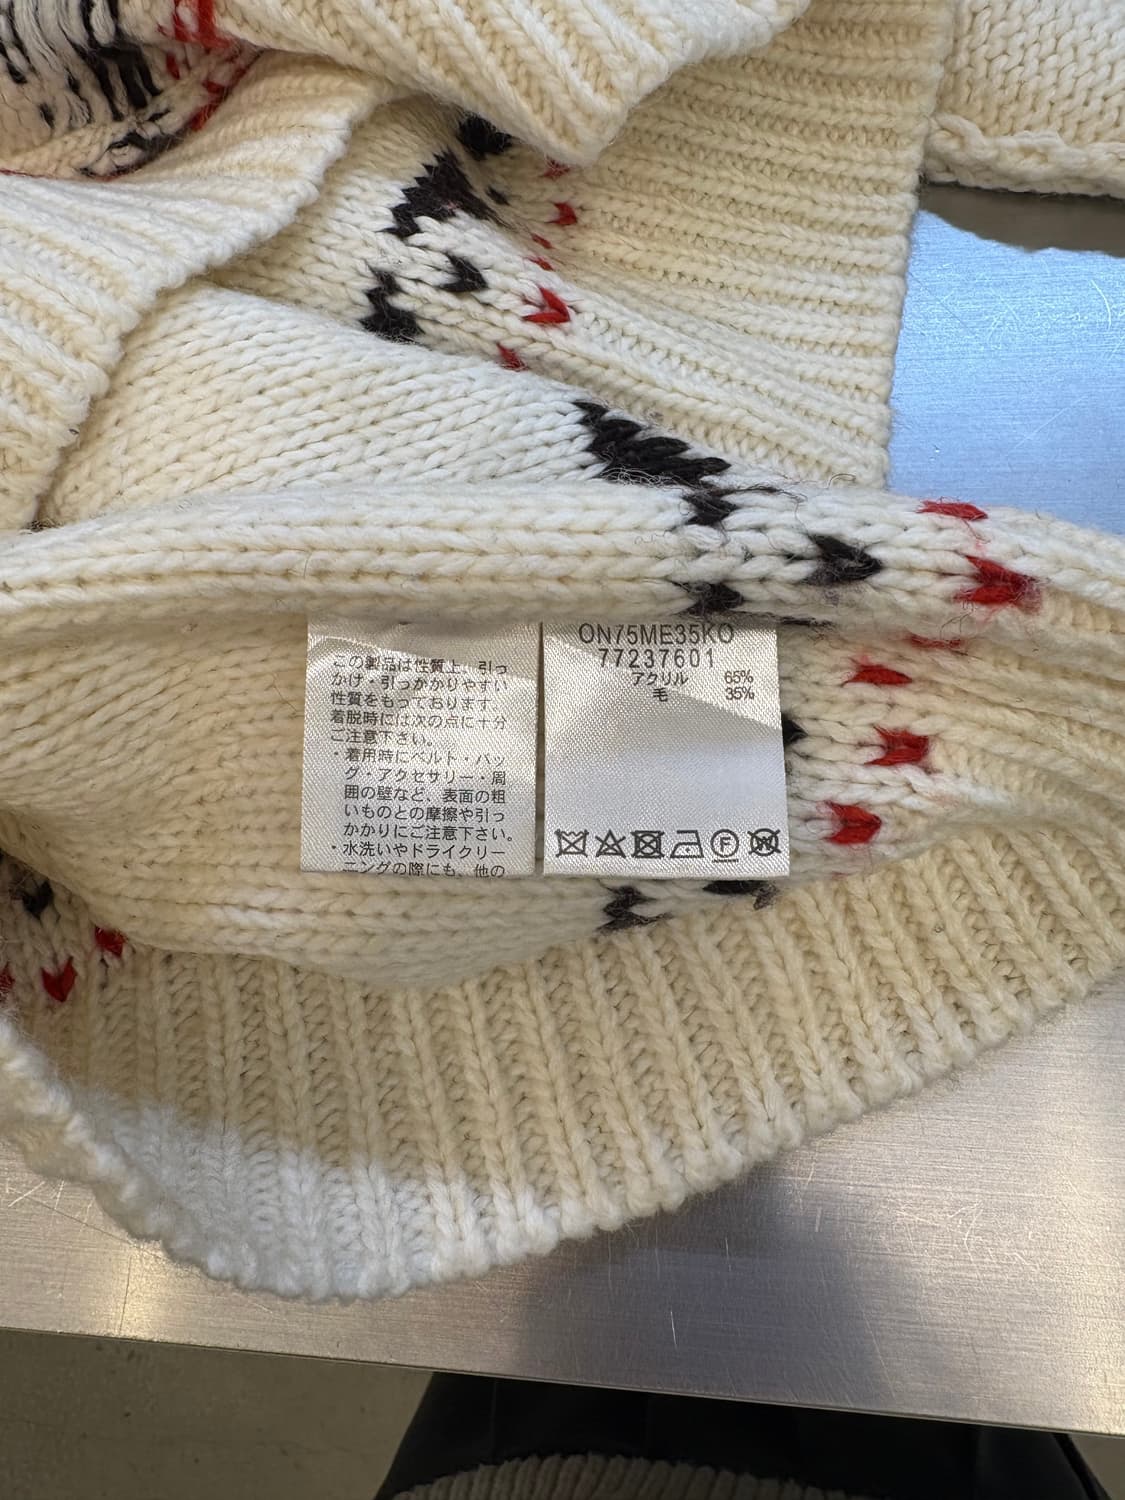 この製品は性質上、引っ
かけ・引っかかりやすい
性質をもっております。
着脱時には次の点に十分
ご注意下さい。
・着用時にベルト・バッ
グ・アクセサリー・周
囲の壁など、表面の粗
いものとの摩擦や引っ
かかりにご注意下さい。
・水洗いやドライクリー
ニングの際にも、他の
ON75ME35KO
77237601
アクリル 65%
毛 35%
F
W